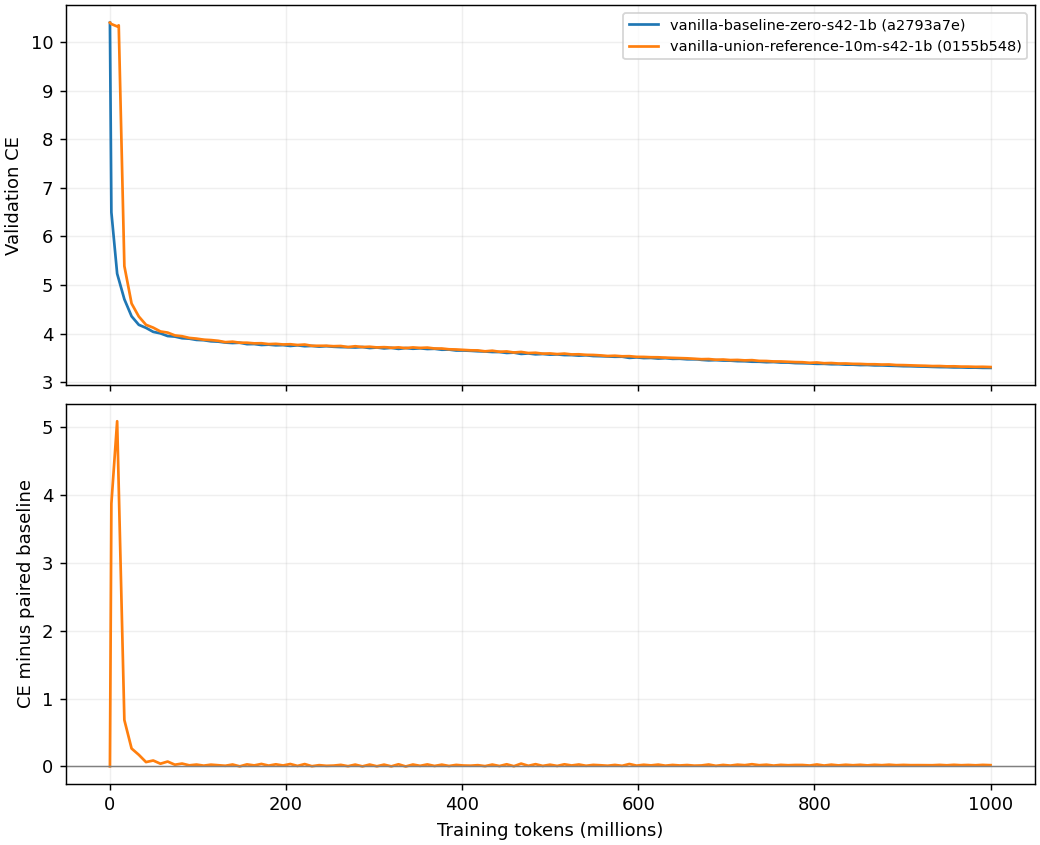 vanilla-baseline-zero-s42-1b (a2793a7e)
vanilla-union-reference-10m-s42-1b (0155b548)
Validation CE
10
9
8
7
6
5
4
3
CE minus paired baseline
5
4
3
2
1
0
0 200 400 600 800 1000
Training tokens (millions)